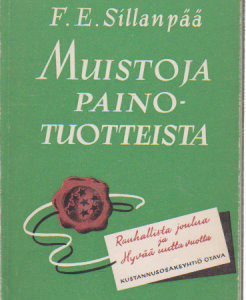 F. E. Sillanpää
MUISTOJA
PAINO-
TUOTTEISTA
Rauhallista joulua
ja
Hyvää uutta vuotta
KUSTANNUSOSAKEYHTIÖ OTAVA